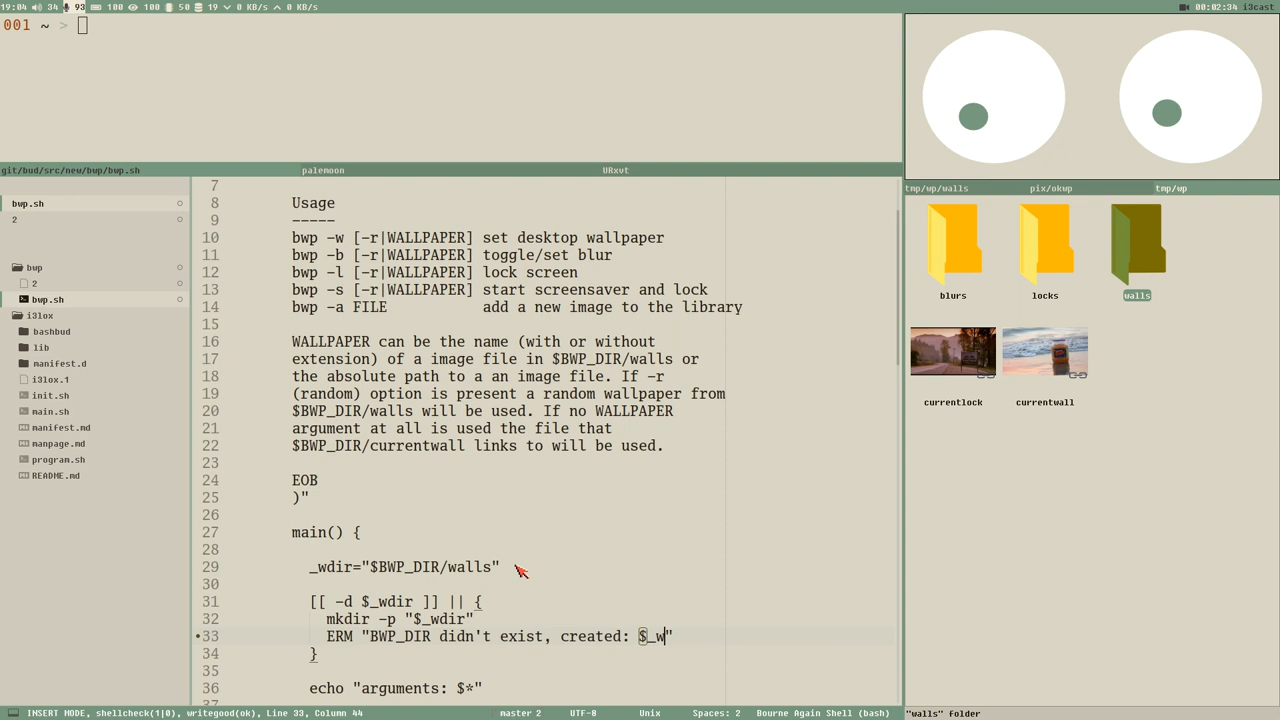 19:04 34 93 100 100 50 19 0 KB/s 0 KB/s
00:02:34 i3cast
001 ~ >
git/bud/src/new/bwp/bwp.sh palemoon URxvt
bwp.sh
2
bwp
2
bwp.sh
i3lox
bashbud
lib
manifest.d
i3lox.1
init.sh
main.sh
manifest.md
manpage.md
program.sh
README.md
7
8 Usage
9 -----
10 bwp -w [-r|WALLPAPER] set desktop wallpaper
11 bwp -b [-r|WALLPAPER] toggle/set blur
12 bwp -l [-r|WALLPAPER] lock screen
13 bwp -s [-r|WALLPAPER] start screensaver and lock
14 bwp -a FILE           add a new image to the library
15
16 WALLPAPER can be the name (with or without
17 extension) of a image file in $BWP_DIR/walls or
18 the absolute path to a an image file. If -r
19 (random) option is present a random wallpaper from
20 $BWP_DIR/walls will be used. If no WALLPAPER
21 argument at all is used the file that
22 $BWP_DIR/currentwall links to will be used.
23
24 EOB
25 )"
26
27 main() {
28
29   _wdir="$BWP_DIR/walls"
30
31   [[ -d $_wdir ]] || {
32     mkdir -p "$_wdir"
33     ERM "BWP_DIR didn't exist, created: $_w"
34   }
35
36   echo "arguments: $*"
37
INSERT MODE, shellcheck(1|0), writegood(ok), Line 33, Column 44 master 2 UTF-8 Unix Spaces: 2 Bourne Again Shell (bash)
tmp/wp/walls pix/okwp tmp/wp
blurs locks walls
currentlock currentwall
"walls" folder